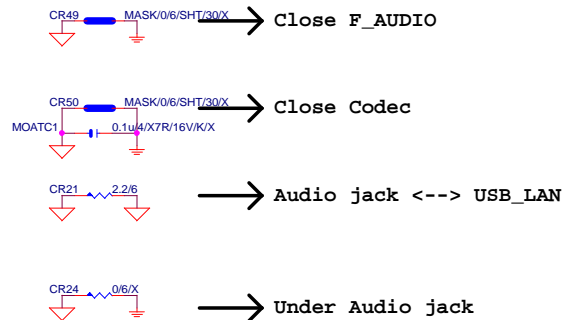 CR49 MASK/0/6/SHT/30/X Close F_AUDIO
CR50 MASK/0/6/SHT/30/X Close Codec
MOATC1 0.1u/4/X7R/16V/K/X
CR21 2.2/6 Audio jack <--> USB_LAN
CR24 0/6/X Under Audio jack